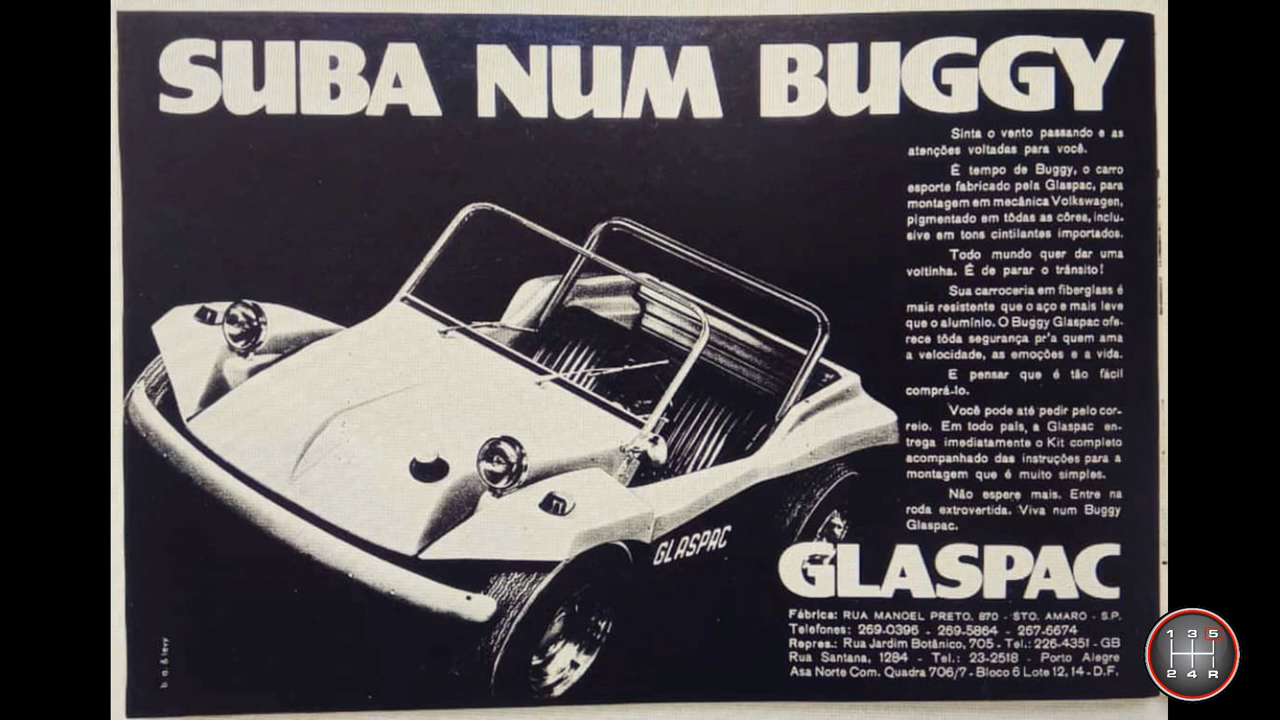 SUBA NUM BUGGY
Sinta o vento passando e as
atenções voltadas para você.
É tempo de Buggy, o carro
esporte fabricado pela Glaspac, para
montagem em mecânica Volkswagen,
pigmentado em tôdas as côres, inclu-
sive em tons cintilantes importados.
Todo mundo quer dar uma
voltinha. É de parar o trânsito!
Sua carroceria em fiberglass é
mais resistente que o aço e mais leve
que o alumínio. O Buggy Glaspac ofe-
rece tôda segurança pr'a quem ama
a velocidade, as emoções e a vida.
E pensar que é tão fácil
comprá-lo.
Você pode até pedir pelo cor-
reio. Em todo país, a Glaspac en-
trega imediatamente o Kit completo
acompanhado das instruções para a
montagem que é muito simples.
Não espere mais. Entre na
roda extrovertida. Viva num Buggy
Glaspac.
GLASPAC
GLASPAC
Fábrica: RUA MANOEL PRETO, 870 - STO. AMARO - S.P.
Telefones: 269-0396 - 269-5864 - 267-6674
Repres.: Rua Jardim Botânico, 705 - Tel.: 226-4351 - GB
Rua Santana, 1284 - Tel.: 23-2518 - Porto Alegre
Asa Norte Com. Quadra 706/7 - Bloco 6 Lote 12, 14 - D.F.
b.a.&levy
1 3 5
2 4 R